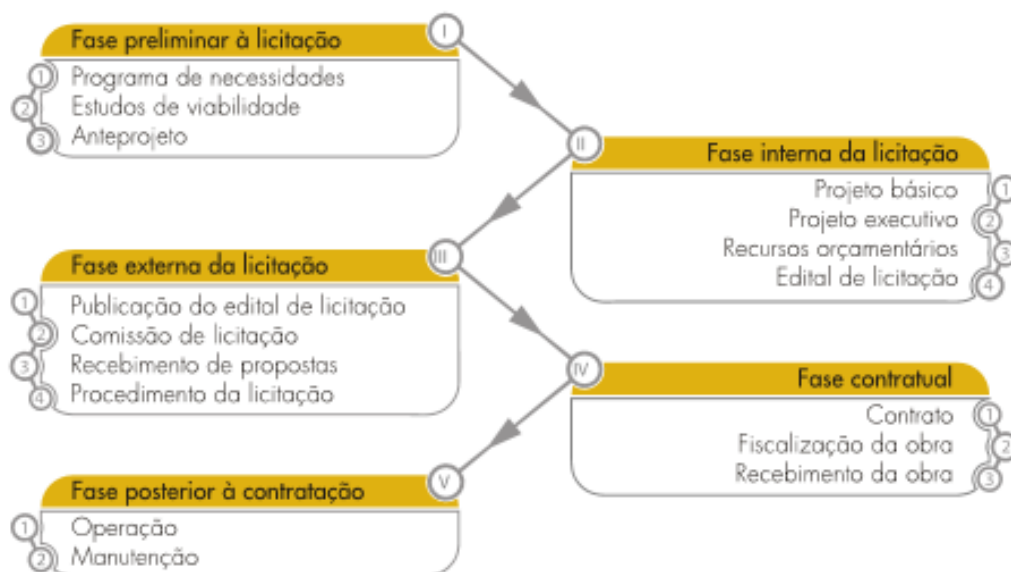 Fase preliminar à licitação
I
1 Programa de necessidades
2 Estudos de viabilidade
3 Anteprojeto
II
Fase interna da licitação
Projeto básico 1
Projeto executivo 2
Recursos orçamentários 3
Edital de licitação 4
III
Fase externa da licitação
1 Publicação do edital de licitação
2 Comissão de licitação
3 Recebimento de propostas
4 Procedimento da licitação
IV
Fase contratual
Contrato 1
Fiscalização da obra 2
Recebimento da obra 3
V
Fase posterior à contratação
1 Operação
2 Manutenção